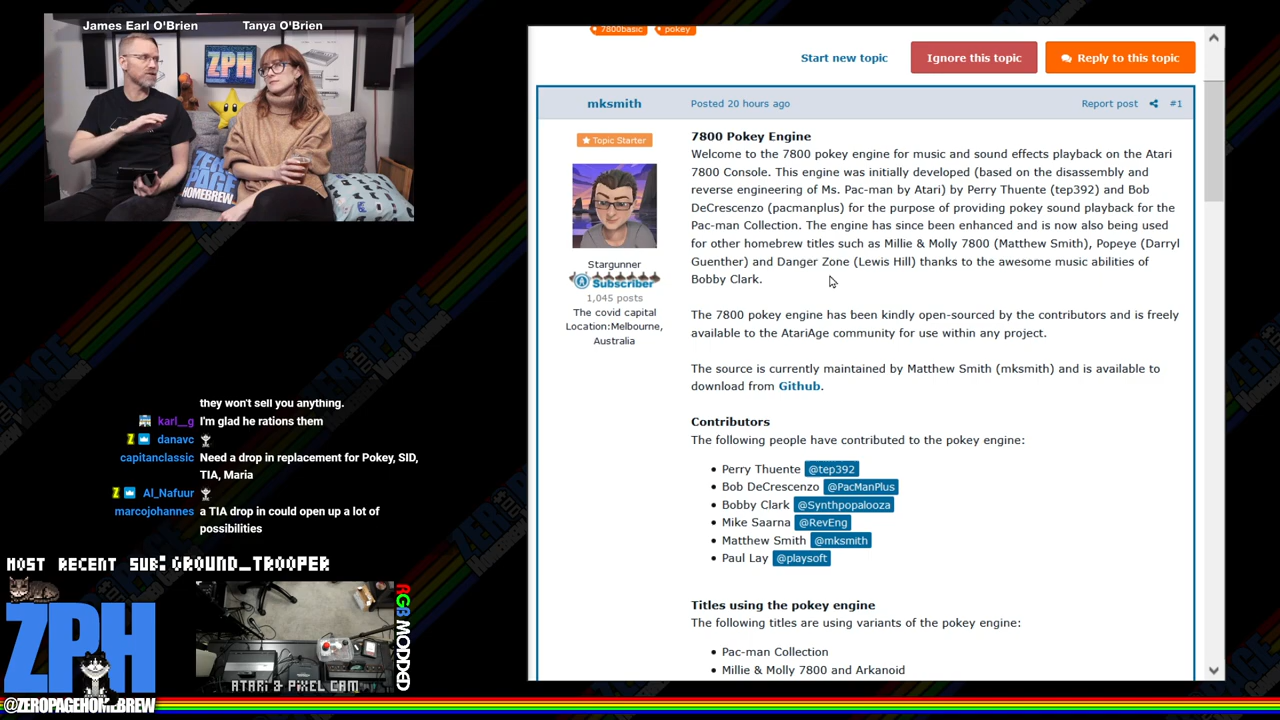 James Earl O'Brien
Tanya O'Brien
ZPH
they won't sell you anything.
karl__g I'm glad he rations them
danavc
capitanclassic Need a drop in replacement for Pokey, SID,
TIA, Maria
Al_Nafuur
marcojohannes a TIA drop in could open up a lot of
possibilities
MOST RECENT SUB: GROUND_TROOPER
ZPH
ATARI & PIXEL CAM
RGB MODDED
@ZEROPAGEHOMEBREW
7800basic pokey
Start new topic
Ignore this topic
Reply to this topic
mksmith
Posted 20 hours ago
Report post
#1
Topic Starter
Stargunner
Subscriber
1,045 posts
The covid capital
Location:Melbourne,
Australia
7800 Pokey Engine
Welcome to the 7800 pokey engine for music and sound effects playback on the Atari
7800 Console. This engine was initially developed (based on the disassembly and
reverse engineering of Ms. Pac-man by Atari) by Perry Thuente (tep392) and Bob
DeCrescenzo (pacmanplus) for the purpose of providing pokey sound playback for the
Pac-man Collection. The engine has since been enhanced and is now also being used
for other homebrew titles such as Millie & Molly 7800 (Matthew Smith), Popeye (Darryl
Guenther) and Danger Zone (Lewis Hill) thanks to the awesome music abilities of
Bobby Clark.
The 7800 pokey engine has been kindly open-sourced by the contributors and is freely
available to the AtariAge community for use within any project.
The source is currently maintained by Matthew Smith (mksmith) and is available to
download from Github.
Contributors
The following people have contributed to the pokey engine:
• Perry Thuente @tep392
• Bob DeCrescenzo @PacManPlus
• Bobby Clark @Synthpopalooza
• Mike Saarna @RevEng
• Matthew Smith @mksmith
• Paul Lay @playsoft
Titles using the pokey engine
The following titles are using variants of the pokey engine:
• Pac-man Collection
• Millie & Molly 7800 and Arkanoid